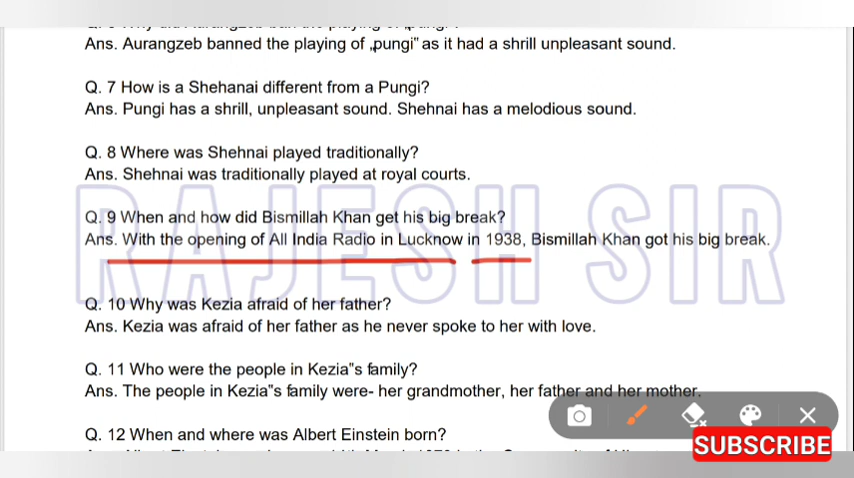 Ans. Aurangzeb banned the playing of „pungi" as it had a shrill unpleasant sound.
Q. 7 How is a Shehanai different from a Pungi?
Ans. Pungi has a shrill, unpleasant sound. Shehnai has a melodious sound.
Q. 8 Where was Shehnai played traditionally?
Ans. Shehnai was traditionally played at royal courts.
RAJESH SIR
Q. 9 When and how did Bismillah Khan get his big break?
Ans. With the opening of All India Radio in Lucknow in 1938, Bismillah Khan got his big break.
Q. 10 Why was Kezia afraid of her father?
Ans. Kezia was afraid of her father as he never spoke to her with love.
Q. 11 Who were the people in Kezia"s family?
Ans. The people in Kezia"s family were- her grandmother, her father and her mother.
Q. 12 When and where was Albert Einstein born?
SUBSCRIBE